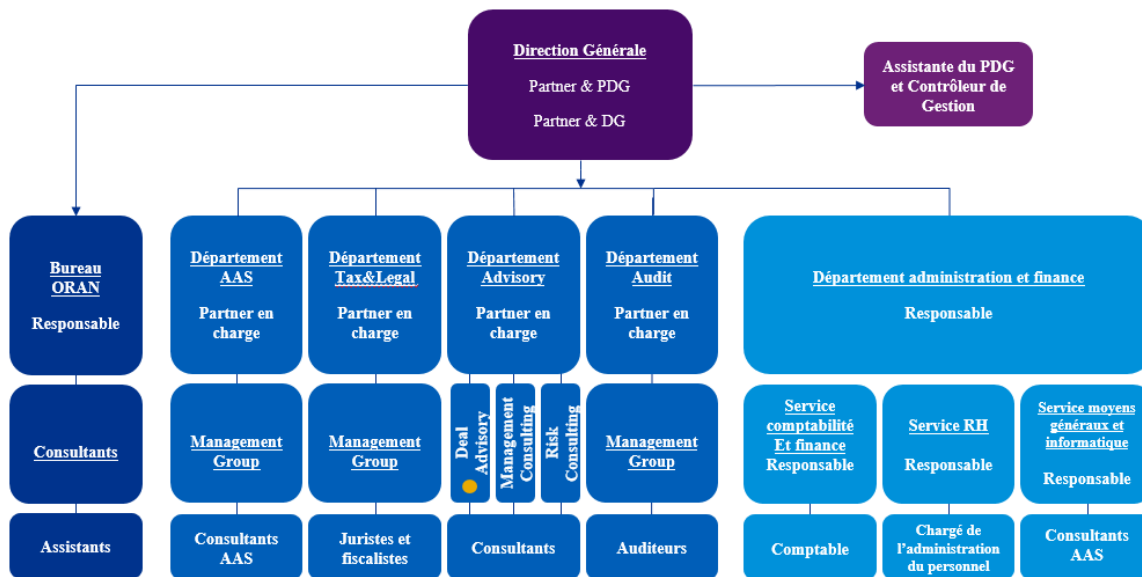 Direction Générale
Partner & PDG
Partner & DG
Assistante du PDG
et Contrôleur de
Gestion
Bureau
ORAN
Responsable
Département
AAS
Partner en
charge
Département
Tax&Legal
Partner en
charge
Département
Advisory
Partner en
charge
Département
Audit
Partner en
charge
Département administration et finance
Responsable
Consultants
Management
Group
Management
Group
Deal
Advisory
Management
Consulting
Risk
Consulting
Management
Group
Service
comptabilité
Et finance
Responsable
Service RH
Responsable
Service moyens
généraux et
informatique
Responsable
Assistants
Consultants
AAS
Juristes et
fiscalistes
Consultants
Auditeurs
Comptable
Chargé de
l’administration
du personnel
Consultants
AAS